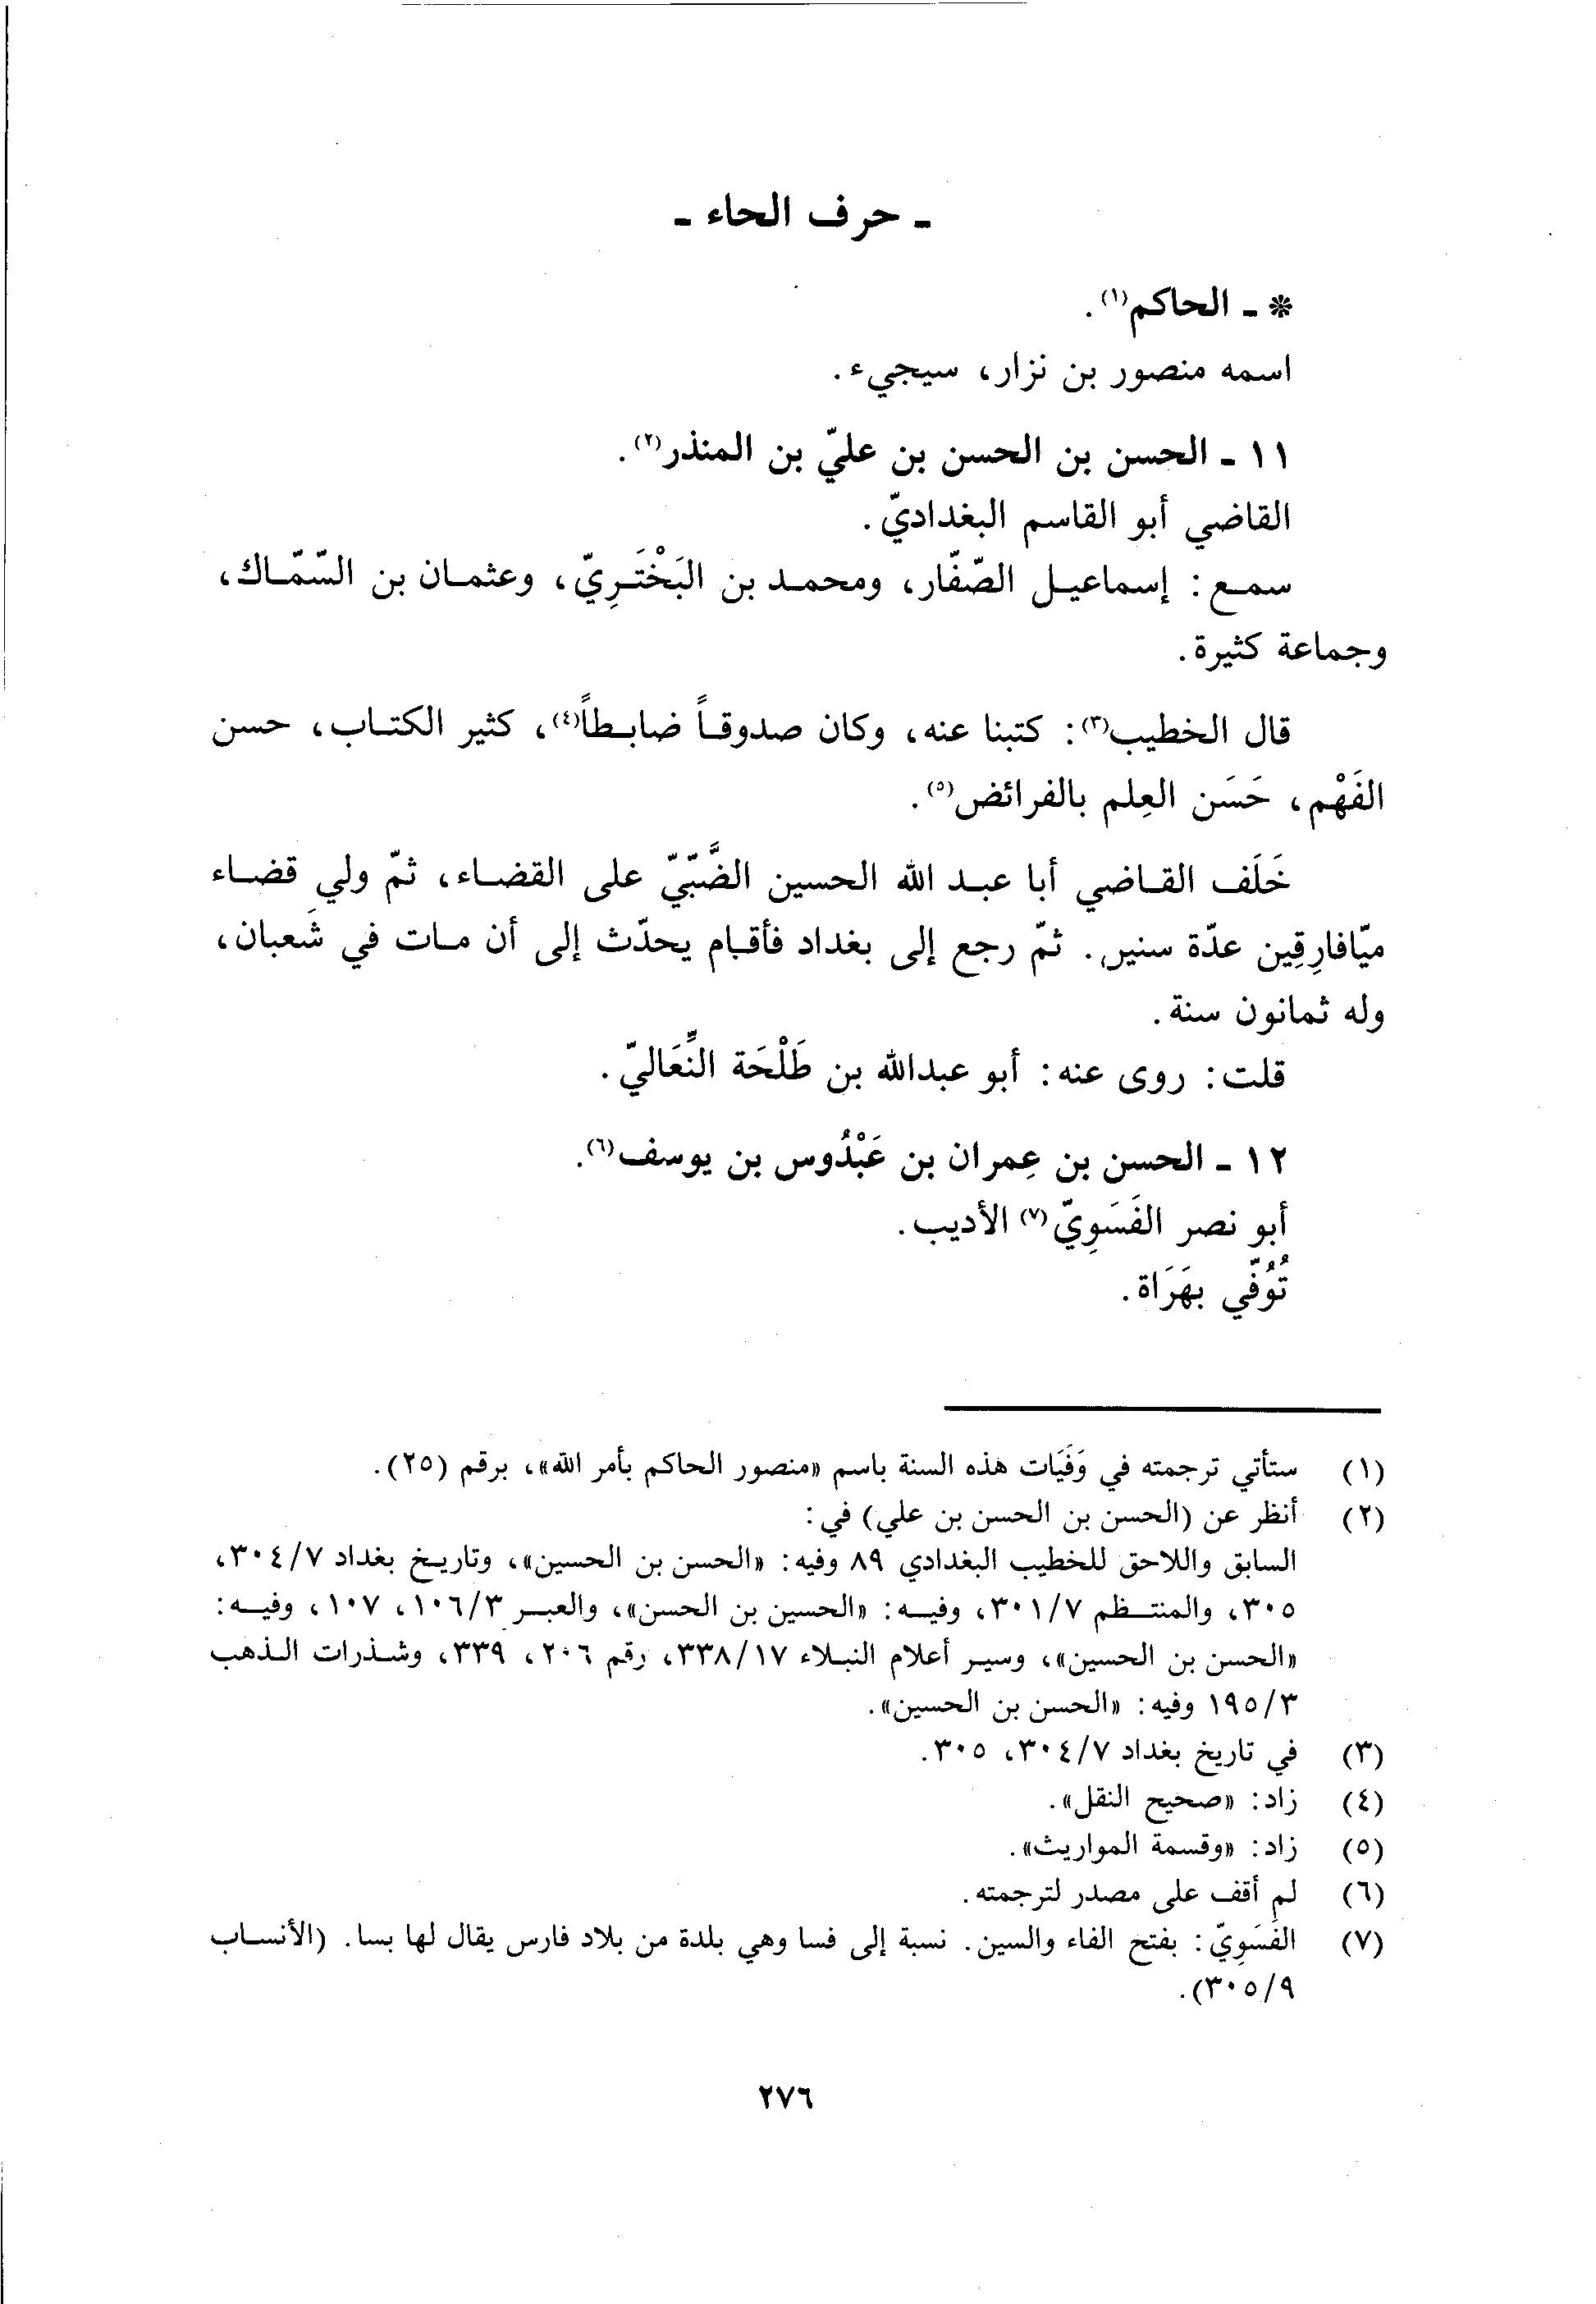 ـ حرف الحاء ـ
* ـ الحاكم(١).
اسمه منصور بن نزار، سيجيء.
١١ ـ الحسن بن الحسن بن عليّ بن المنذر(٢).
القاضي أبو القاسم البغداديّ.
سمع: إسماعيل الصّفّار، ومحمد بن البَخْتَرِيّ، وعثمان بن السّمّاك،
وجماعة كثيرة.
قال الخطيب(٣): كتبنا عنه، وكان صدوقاً ضابطاً(٤)، كثير الكتاب، حسن
الفَهْم، حَسَن العِلم بالفرائض(٥).
خَلَف القاضي أبا عبد الله الحسين الضَّبّيّ على القضاء، ثمّ ولي قضاء
ميّافارِقِين عدّة سنين. ثمّ رجع إلى بغداد فأقام يحدّث إلى أن مات في شَعبان،
وله ثمانون سنة.
قلت: روى عنه: أبو عبدالله بن طَلْحَة النِّعَاليّ.
١٢ ـ الحسن بن عِمران بن عَبْدُوس بن يوسف(٦).
أبو نصر الفَسَوِيّ(٧) الأديب.
تُوُفّي بهَرَاة.
(١) ستأتي ترجمته في وَفَيَات هذه السنة باسم «منصور الحاكم بأمر الله»، برقم (٢٥).
(٢) أنظر عن (الحسن بن الحسن بن علي) في:
السابق واللاحق للخطيب البغدادي ٨٩ وفيه: «الحسن بن الحسين»، وتاريخ بغداد ٣٠٤/٧،
٣٠٥، والمنتظم ٣٠١/٧، وفيه: «الحسين بن الحسن»، والعبر ١٠٦/٣، ١٠٧، وفيه:
«الحسن بن الحسين»، وسير أعلام النبلاء ٣٣٨/١٧، رقم ٢٠٦، ٣٣٩، وشذرات الذهب
١٩٥/٣ وفيه: «الحسن بن الحسين».
(٣) في تاريخ بغداد ٣٠٤/٧، ٣٠٥.
(٤) زاد: «صحيح النقل».
(٥) زاد: «وقسمة المواريث».
(٦) لم أقف على مصدر لترجمته.
(٧) الفَسَوِيّ: بفتح الفاء والسين. نسبة إلى فسا وهي بلدة من بلاد فارس يقال لها بسا. (الأنساب
٣٠٥/٩).
٢٧٦